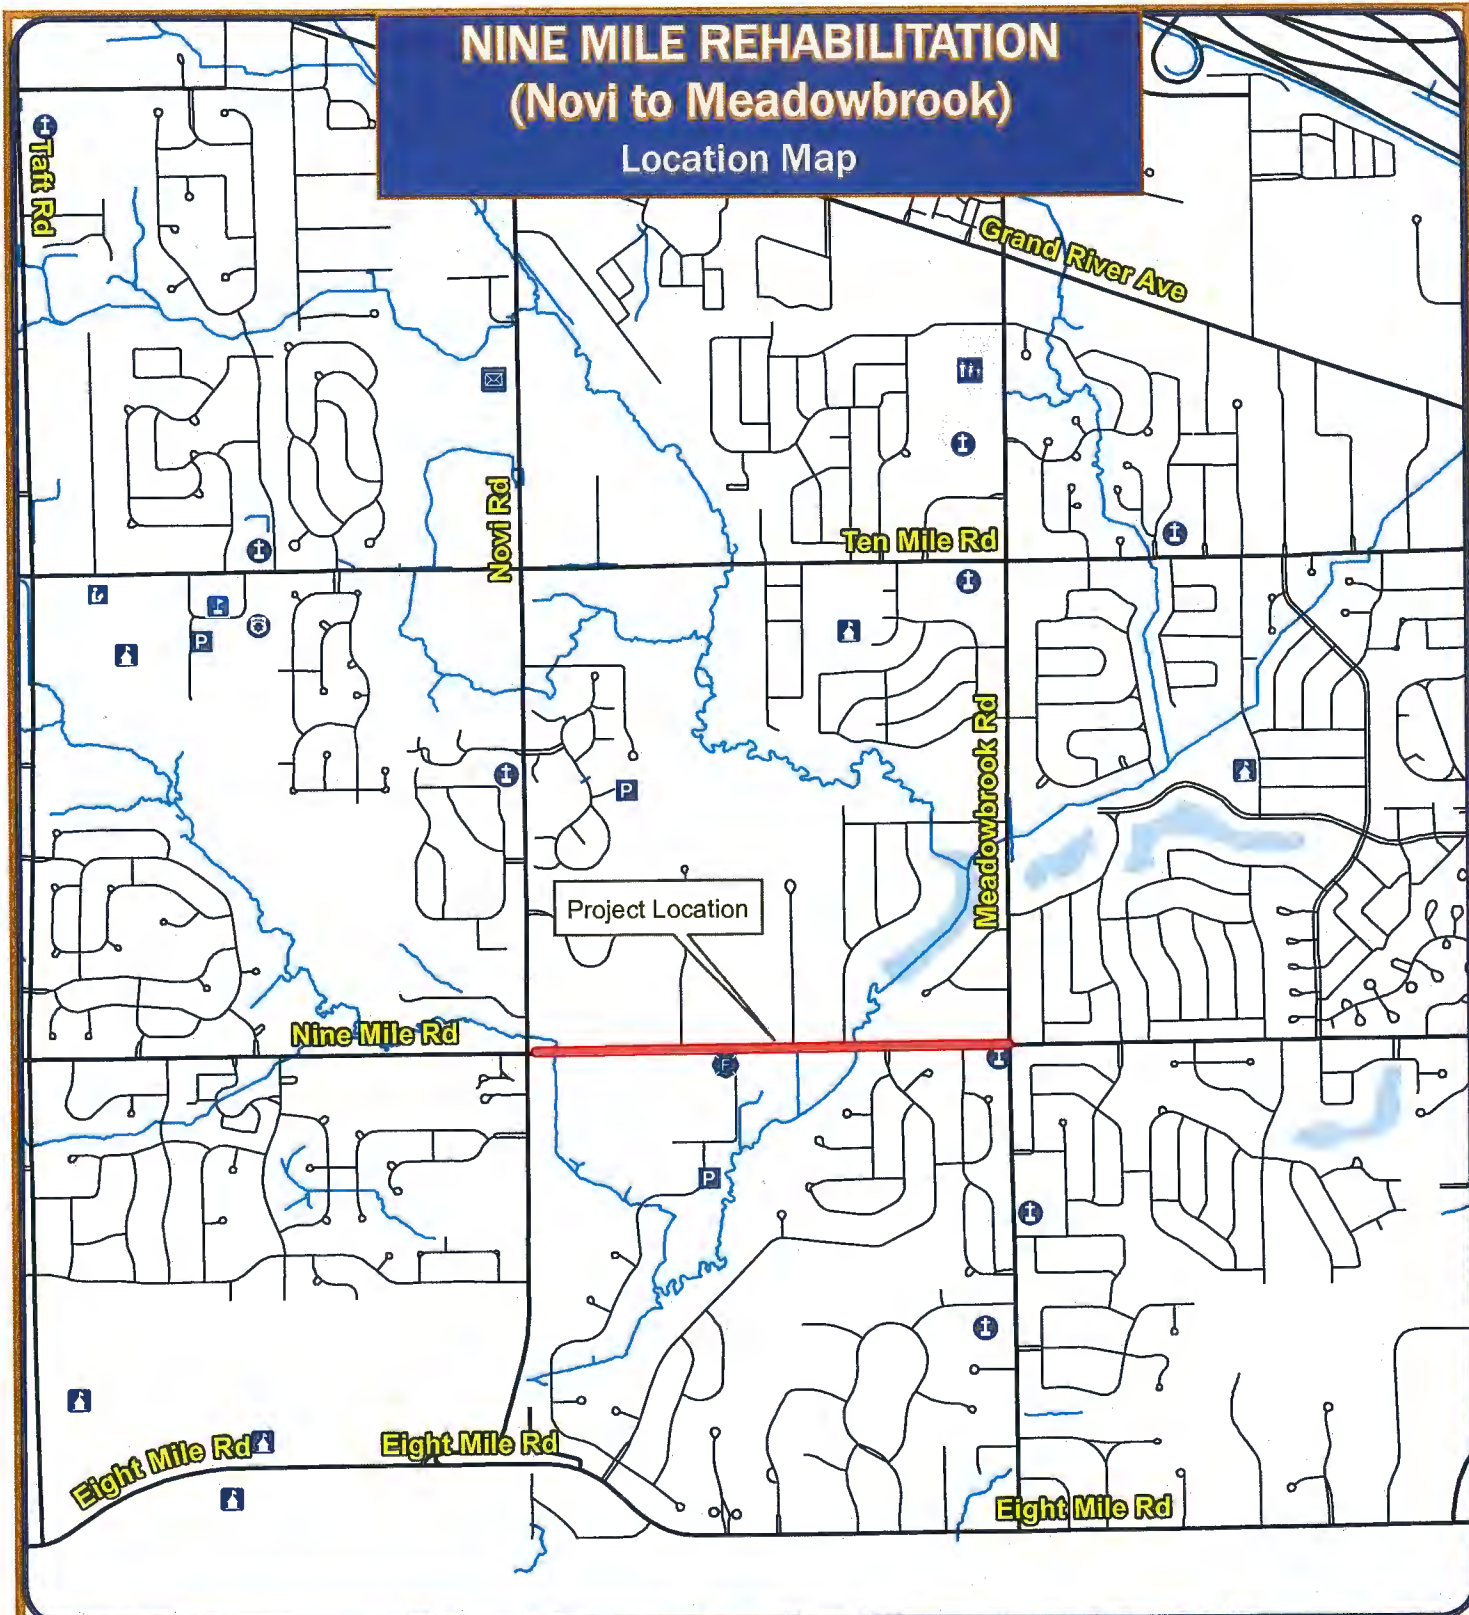 NINE MILE REHABILITATION
(Novi to Meadowbrook)
Location Map
Taft Rd
Grand River Ave
Novi Rd
Ten Mile Rd
P
Meadowbrook Rd
P
Project Location
Nine Mile Rd
F
P
Eight Mile Rd
Eight Mile Rd
Eight Mile Rd